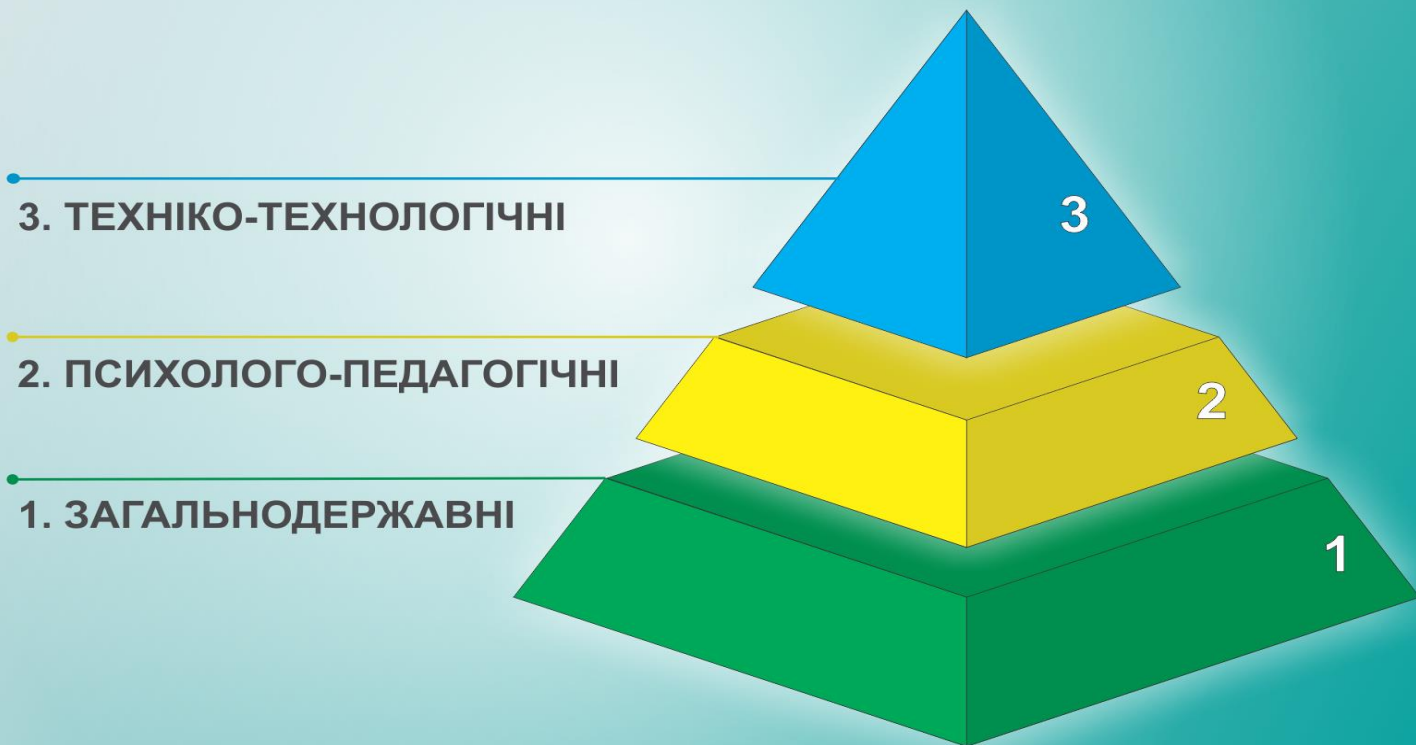 3. ТЕХНІКО-ТЕХНОЛОГІЧНІ
3
2. ПСИХОЛОГО-ПЕДАГОГІЧНІ
2
1. ЗАГАЛЬНОДЕРЖАВНІ
1